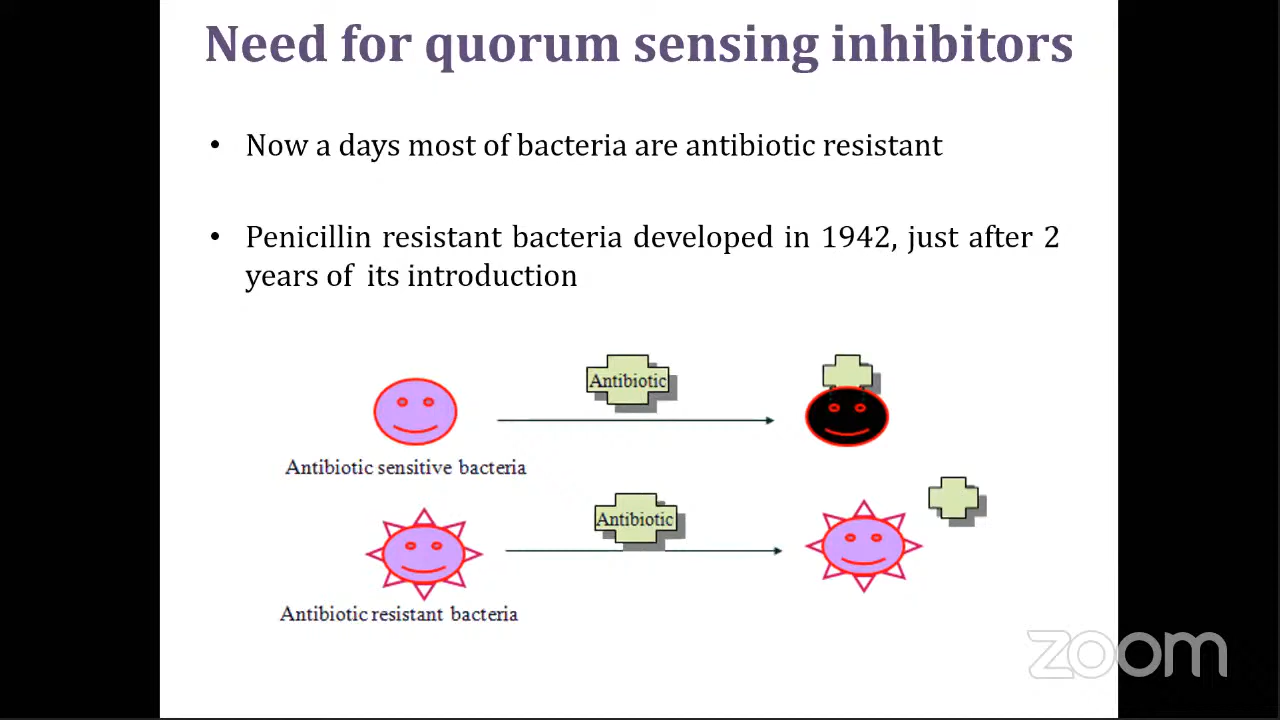 Need for quorum sensing inhibitors
• Now a days most of bacteria are antibiotic resistant
• Penicillin resistant bacteria developed in 1942, just after 2
years of its introduction
Antibiotic
Antibiotic sensitive bacteria
Antibiotic
Antibiotic resistant bacteria
zoom